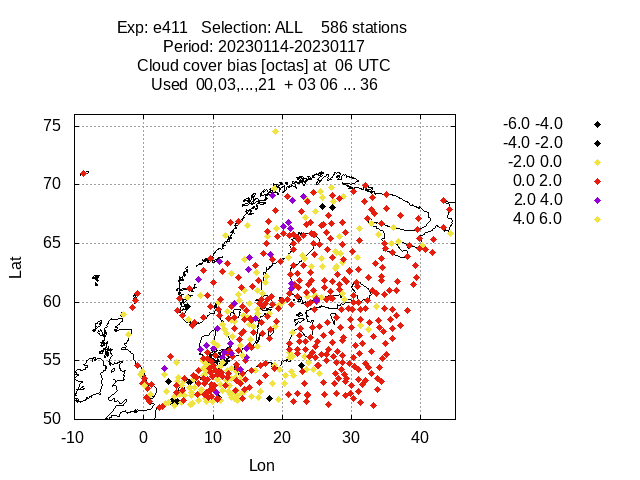 Exp: e411 Selection: ALL 586 stations
Period: 20230114-20230117
Cloud cover bias [octas] at 06 UTC
Used 00,03,...,21 + 03 06 ... 36
-6.0 -4.0
-4.0 -2.0
-2.0 0.0
0.0 2.0
2.0 4.0
4.0 6.0
75
70
65
60
55
50
Lat
-10 0 10 20 30 40
Lon